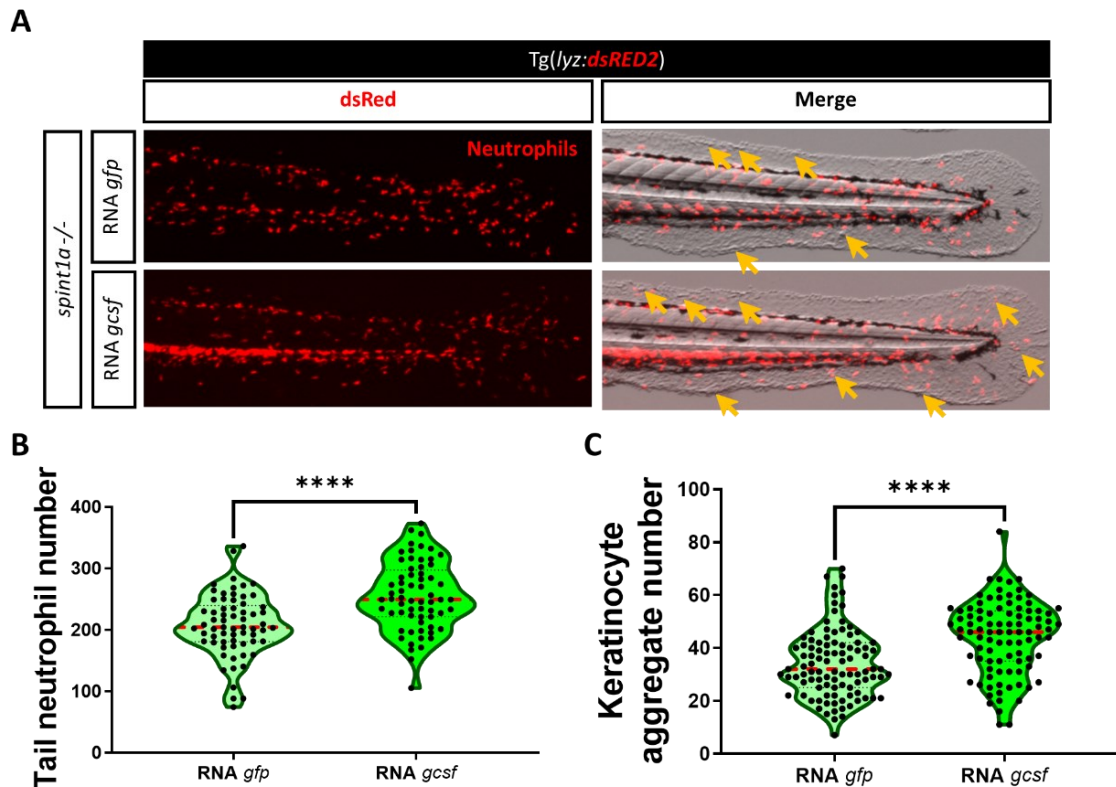 A
Tg(lyz:dsRED2)
dsRed
Merge
spint1a-/-
RNA gfp
Neutrophils
RNA gcsf
B
Tail neutrophil number
400
300
200
100
0
****
RNA gfp
RNA gcsf
C
Keratinocyte
aggregate number
100
80
60
40
20
0
****
RNA gfp
RNA gcsf